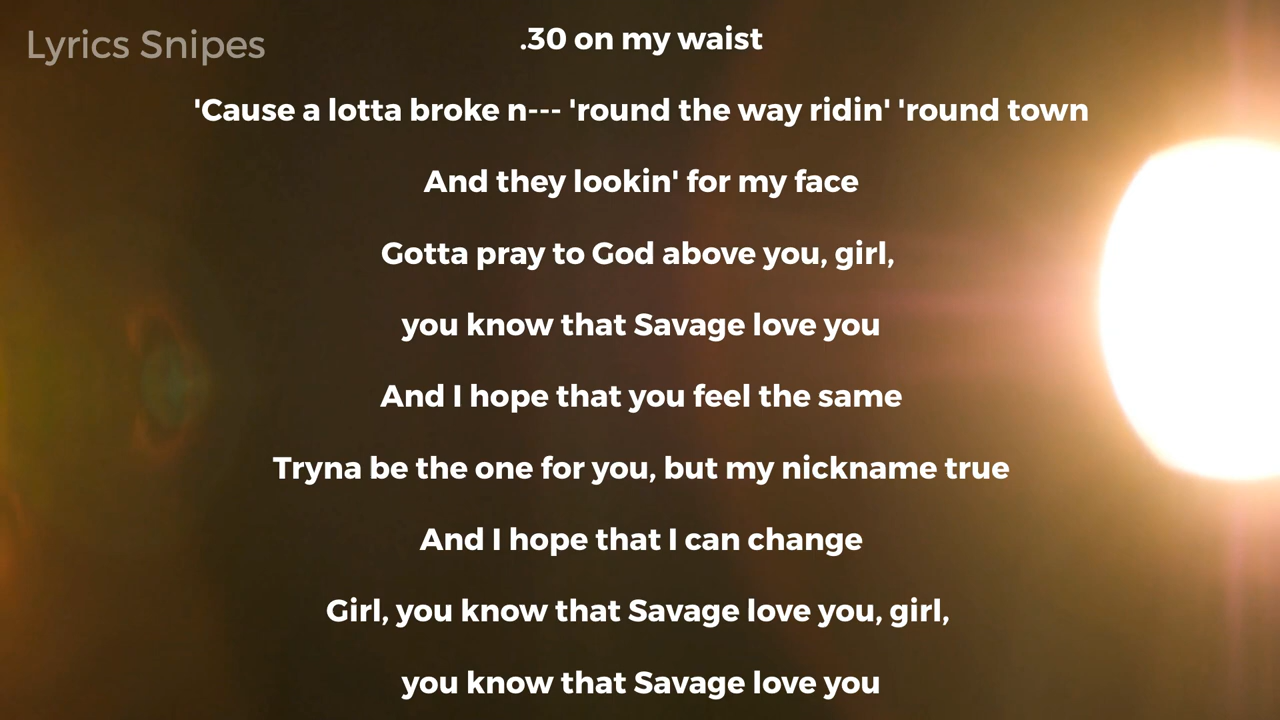 Lyrics Snipes
.30 on my waist
'Cause a lotta broke n--- 'round the way ridin' 'round town
And they lookin' for my face
Gotta pray to God above you, girl,
you know that Savage love you
And I hope that you feel the same
Tryna be the one for you, but my nickname true
And I hope that I can change
Girl, you know that Savage love you, girl,
you know that Savage love you